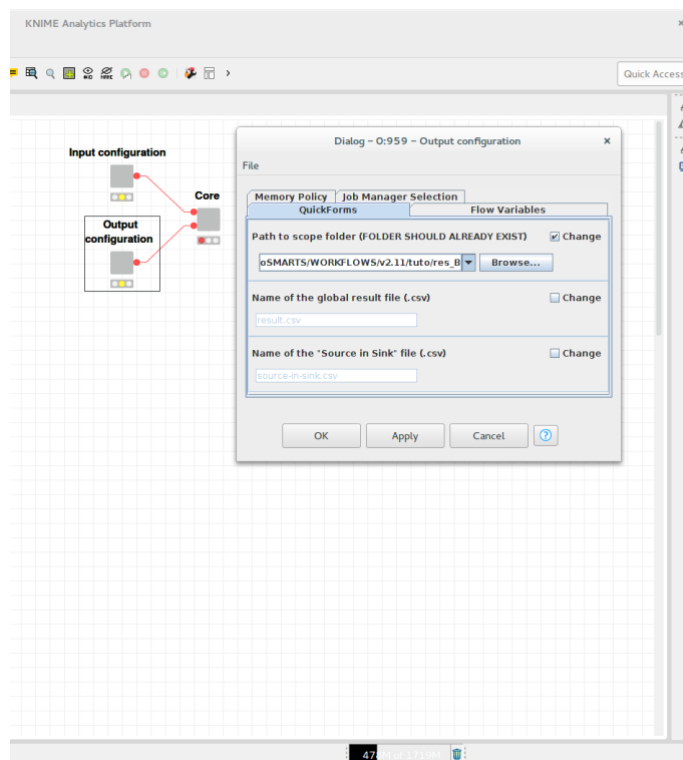 KNIME Analytics Platform
Quick Access
Dialog – 0:959 – Output configuration
File
Memory Policy Job Manager Selection
QuickForms Flow Variables
Path to scope folder (FOLDER SHOULD ALREADY EXIST) Change
oSMARTS/WORKFLOWS/v2.11/tuto/res_B Browse...
Name of the global result file (.csv) Change
result.csv
Name of the "Source in Sink" file (.csv) Change
source-in-sink.csv
OK Apply Cancel ?
Input configuration
Core
Output
configuration
of 1719M